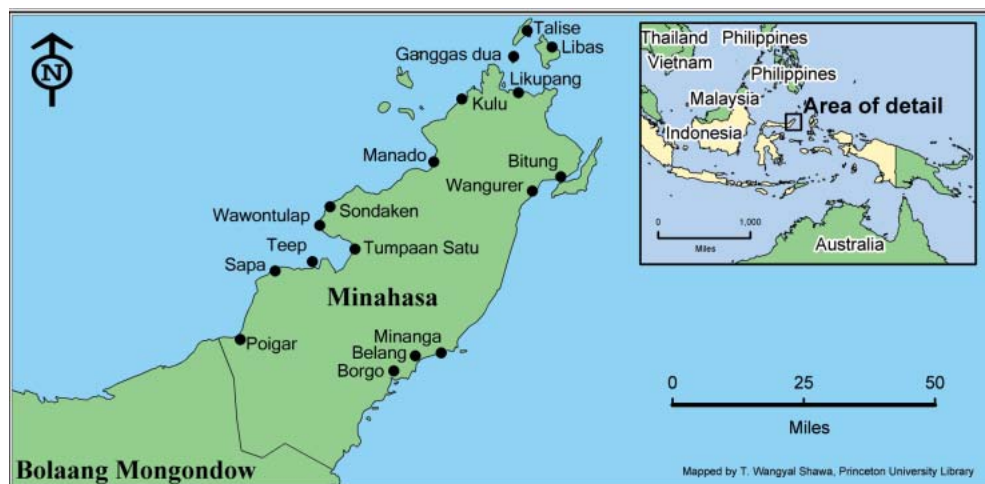 N
Talise
Ganggas dua
Libas
Likupang
Kulu
Manado
Bitung
Wangurer
Wawontulap
Sondaken
Teep
Tumpaan Satu
Sapa
Minahasa
Poigar
Minanga
Belang
Borgo
Bolaang Mongondow
Thailand
Philippines
Vietnam
Philippines
Malaysia
Area of detail
Indonesia
0 1,000
Miles
Australia
0 25 50
Miles
Mapped by T. Wangyal Shawa, Princeton University Library